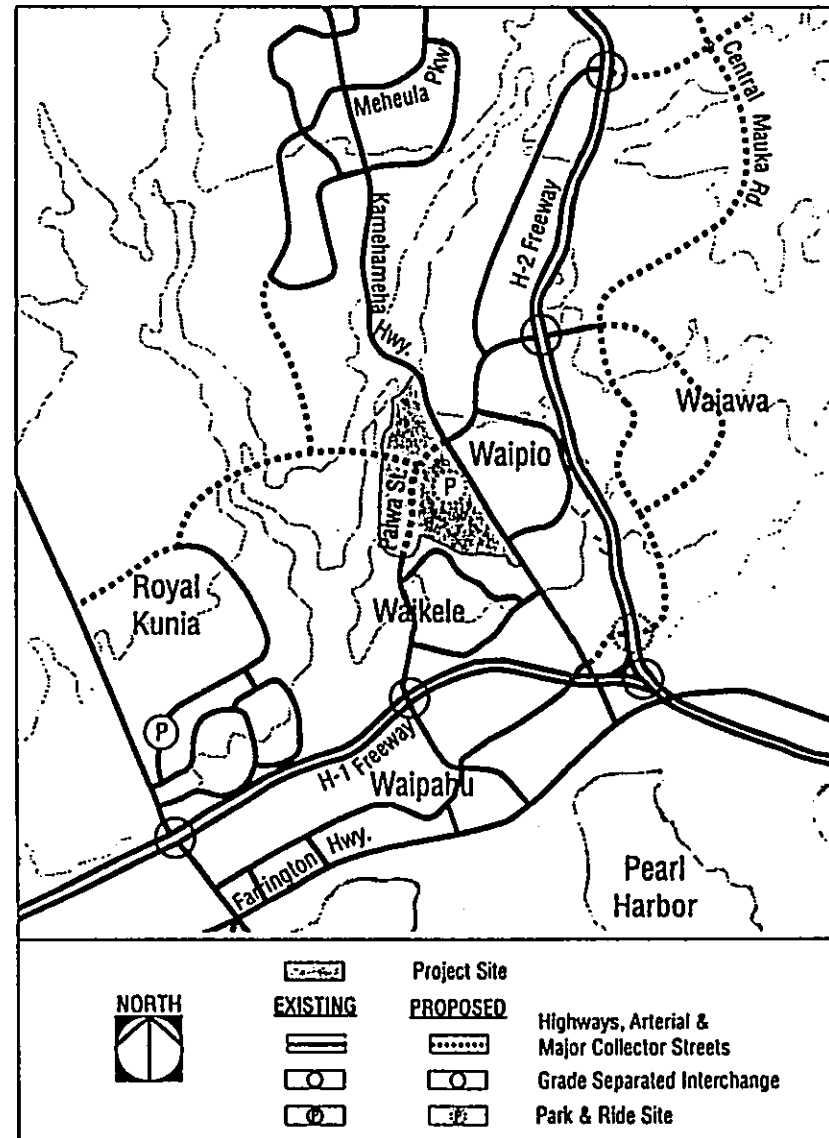 Meheula Pkwy
Central Mauka Rd.
Kamehameha
Hwy.
H-2 Freeway
Waiawa
Waipio
P
Paiwa St.
Royal
Kunia
Waikele
P
H-1 Freeway
Waipahu
Farrington Hwy.
Pearl
Harbor
Project Site
NORTH
EXISTING
PROPOSED
Highways, Arterial &
Major Collector Streets
Grade Separated Interchange
P
P
Park & Ride Site